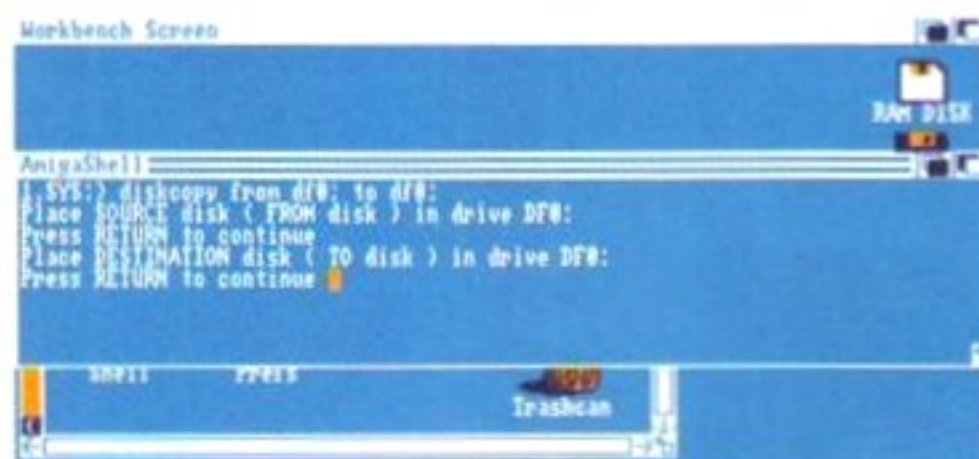 Workbench Screen
RAM DISK
AmigaShell
1.SYS:> diskcopy from df0: to df0:
Place SOURCE disk ( FROM disk ) in drive DF0:
Press RETURN to continue
Place DESTINATION disk ( TO disk ) in drive DF0:
Press RETURN to continue
Shell Prefs
Trashcan